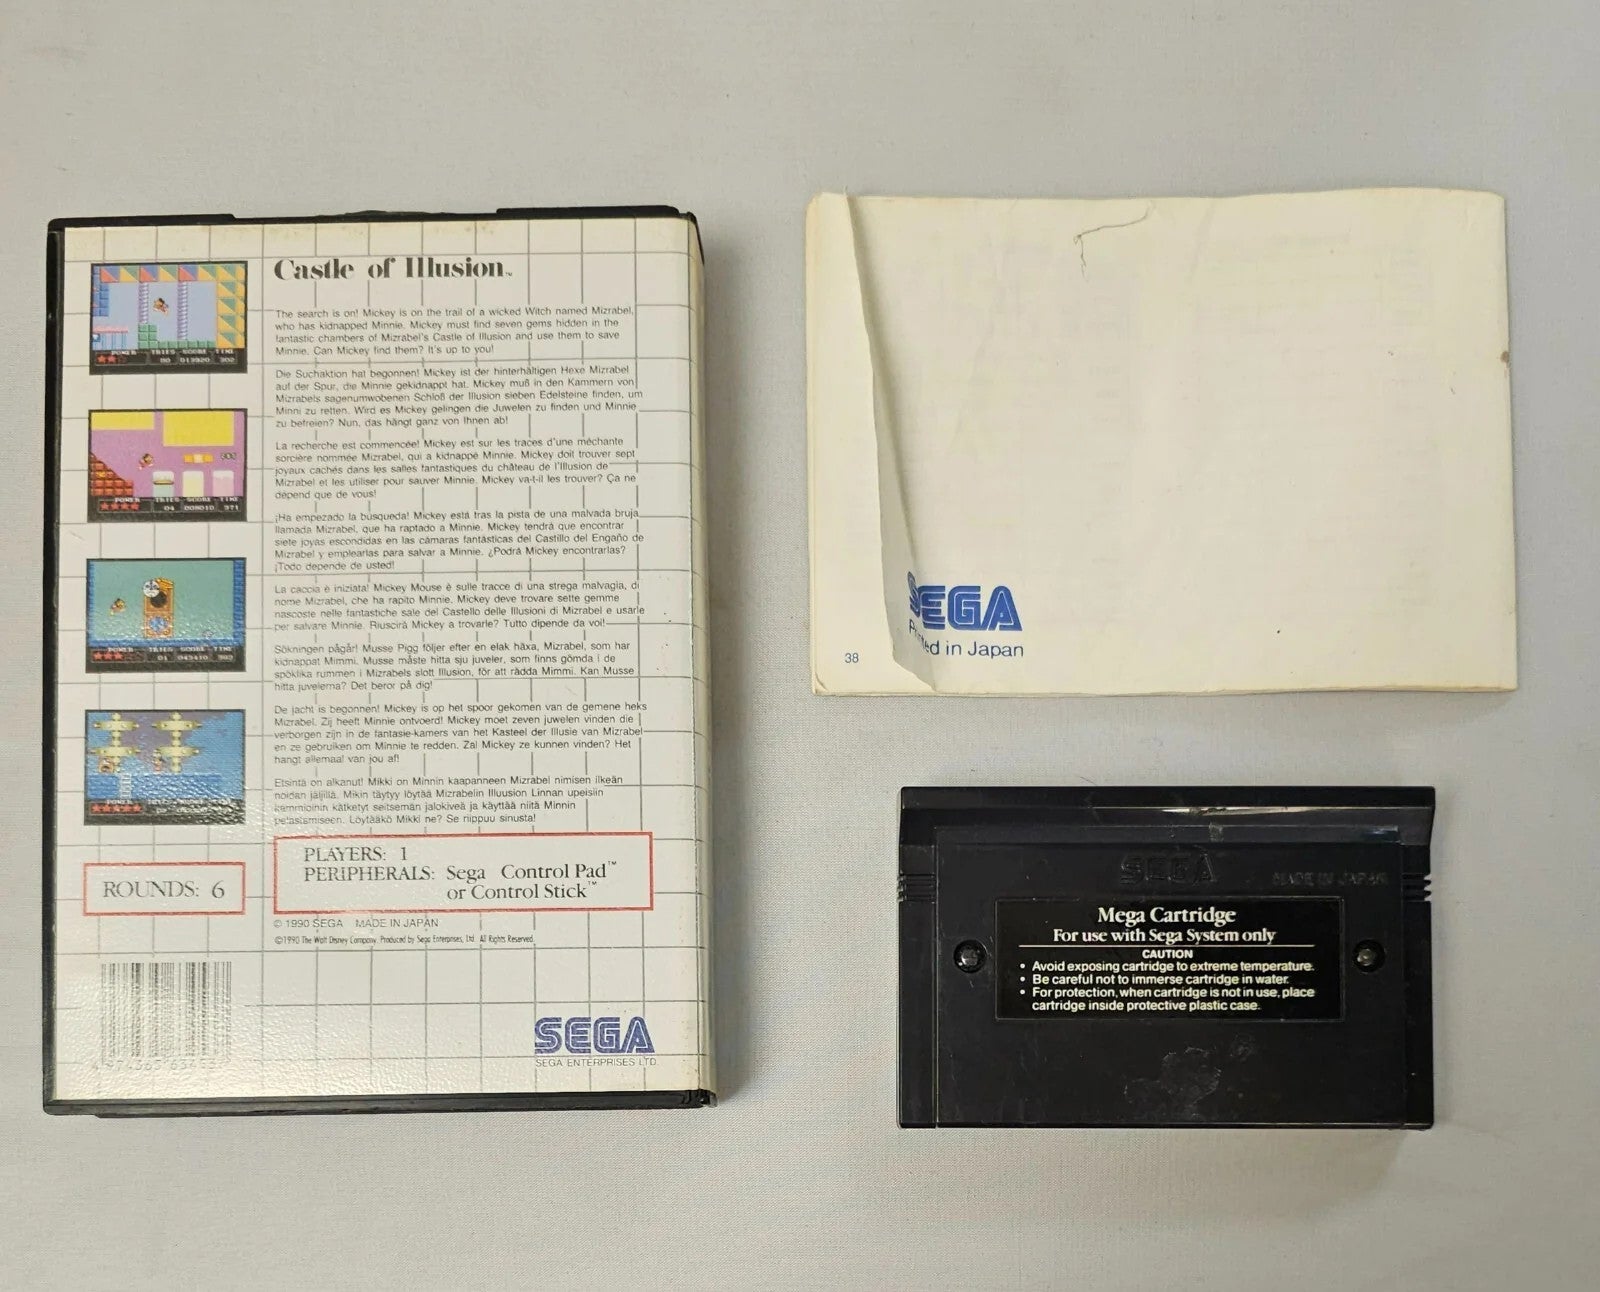 Castle of Illusion™
The search is on! Mickey is on the trail of a wicked Witch named Mizrabel,
who has kidnapped Minnie. Mickey must find seven gems hidden in the
fantastic chambers of Mizrabel's Castle of Illusion and use them to save
Minnie. Can Mickey find them? It's up to you!
Die Suchaktion hat begonnen! Mickey ist der hinterhältigen Hexe Mizrabel
auf der Spur, die Minnie gekidnappt hat. Mickey muß in den Kammern von
Mizrabels sagenumwobenen Schloß der Illusion sieben Edelsteine finden, um
Minni zu retten. Wird es Mickey gelingen die Juwelen zu finden und Minnie
zu befreien? Nun, das hängt ganz von Ihnen ab!
La recherche est commencée! Mickey est sur les traces d'une méchante
sorcière nommée Mizrabel, qui a kidnappé Minnie. Mickey doit trouver sept
joyaux cachés dans les salles fantastiques du château de l'Illusion de
Mizrabel et les utiliser pour sauver Minnie. Mickey va-t-il les trouver? Ça ne
dépend que de vous!
¡Ha empezado la búsqueda! Mickey está tras la pista de una malvada bruja
llamada Mizrabel, que ha raptado a Minnie. Mickey tendrá que encontrar
siete joyas escondidas en las cámaras fantásticas del Castillo del Engaño de
Mizrabel y emplearlas para salvar a Minnie. ¿Podrá Mickey encontrarlas?
¡Todo depende de usted!
La caccia è iniziata! Mickey Mouse è sulle tracce di una strega malvagia, di
nome Mizrabel, che ha rapito Minnie. Mickey deve trovare sette gemme
nascoste nelle fantastiche sale del Castello delle Illusioni di Mizrabel e usarle
per salvare Minnie. Riuscirà Mickey a trovarle? Tutto dipende da voi!
Sökningen pågår! Musse Pigg följer efter en elak häxa, Mizrabel, som har
kidnappat Mimmi. Musse måste hitta sju juveler, som finns gömda i de
spöklika rummen i Mizrabels slott Illusion, för att rädda Mimmi. Kan Musse
hitta juvelerna? Det beror på dig!
De jacht is begonnen! Mickey is op het spoor gekomen van de gemene heks
Mizrabel. Zij heeft Minnie ontvoerd! Mickey moet zeven juwelen vinden die
verborgen zijn in de fantasie-kamers van het Kasteel der Illusie van Mizrabel
en ze gebruiken om Minnie te redden. Zal Mickey ze kunnen vinden? Het
hangt allemaal van jou af!
Etsintä on alkanut! Mikki on Minnin kaapanneen Mizrabel nimisen ilkeän
noidan jäljillä. Mikin täytyy löytää Mizrabelin Illuusion Linnan upeisiin
kammioihin kätketyt seitsemän jalokiveä ja käyttää niitä Minnin
pelastamiseen. Löytääkö Mikki ne? Se riippuu sinusta!
POWER TRIES SCORE TIME
POWER TRIES SCORE TIME
04 008010 371
POWER TRIES SCORE TIME
01
POWER
ROUNDS: 6
PLAYERS: 1
PERIPHERALS: Sega Control Pad™
or Control Stick™
© 1990 SEGA MADE IN JAPAN
©1990 The Walt Disney Company. Produced by Sega Enterprises, Ltd. All Rights Reserved.
SEGA
SEGA ENTERPRISES LTD.
SEGA
ed in Japan
38
SEGA
MADE IN JAPAN
Mega Cartridge
For use with Sega System only
CAUTION
• Avoid exposing cartridge to extreme temperature.
• Be careful not to immerse cartridge in water.
• For protection, when cartridge is not in use, place
cartridge inside protective plastic case.